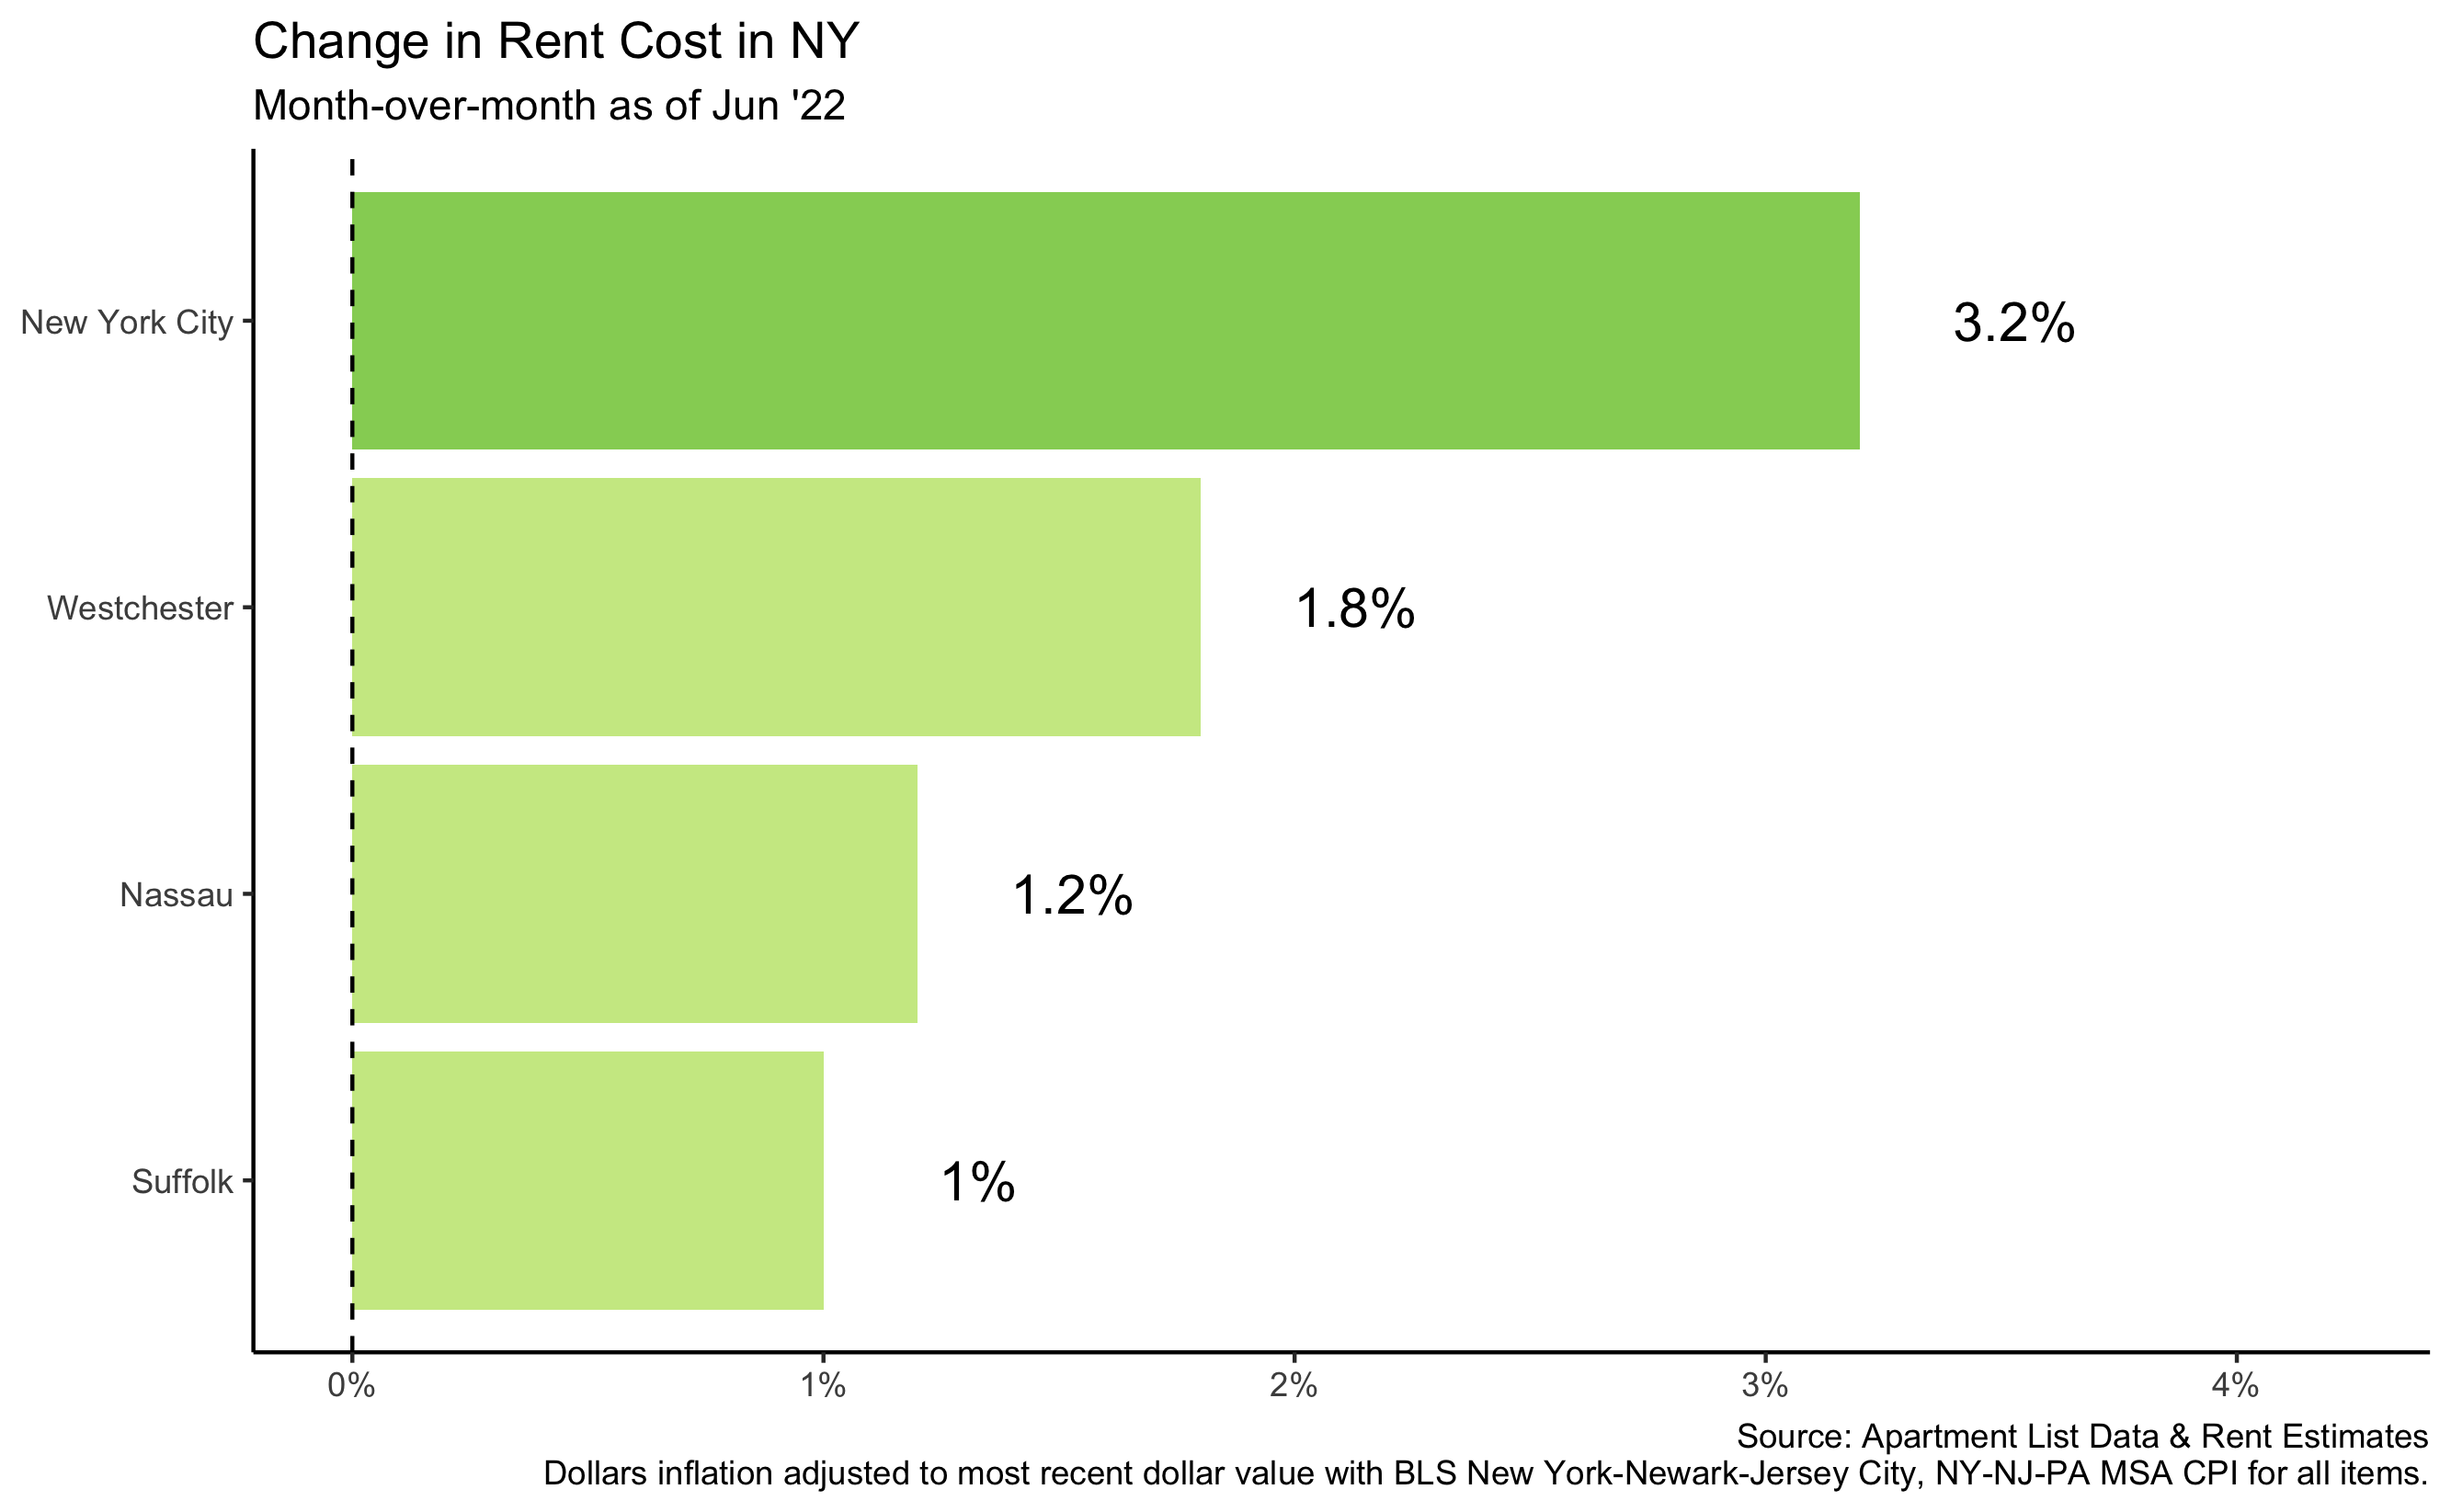 Change in Rent Cost in NY
Month-over-month as of Jun '22
New York City
3.2%
Westchester
1.8%
Nassau
1.2%
Suffolk
1%
0% 1% 2% 3% 4%
Source: Apartment List Data & Rent Estimates
Dollars inflation adjusted to most recent dollar value with BLS New York-Newark-Jersey City, NY-NJ-PA MSA CPI for all items.